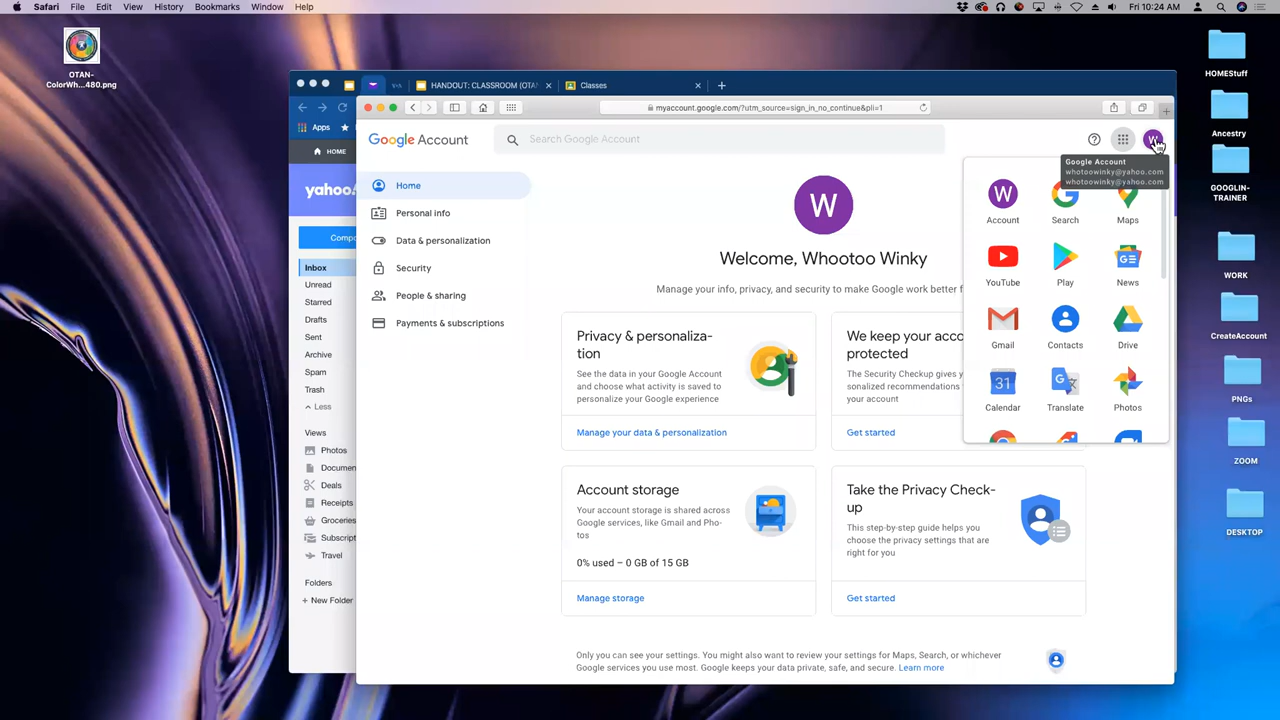 Safari File Edit View History Bookmarks Window Help
Fri 10:24 AM
OTAN-
ColorWh...480.png
HOMEStuff
Ancestry
GOOGLIN-
TRAINER
WORK
CreateAccount
PNGs
ZOOM
DESKTOP
HANDOUT: CLASSROOM (OTAN
Classes
Apps
HOME
yahoo
Compo
Inbox
Unread
Starred
Drafts
Sent
Archive
Spam
Trash
Less
Views
Photos
Documen
Deals
Receipts
Groceries
Subscript
Travel
Folders
+ New Folder
myaccount.google.com/?utm_source=sign_in_no_continue&pli=1
Google Account
Search Google Account
W
Google Account
whotoowinky@yahoo.com
whotoowinky@yahoo.com
Home
Personal info
Data & personalization
Security
People & sharing
Payments & subscriptions
W
Welcome, Whootoo Winky
Manage your info, privacy, and security to make Google work better f
Privacy & personaliza-
tion
See the data in your Google Account
and choose what activity is saved to
personalize your Google experience
Manage your data & personalization
We keep your acco
protected
The Security Checkup gives y
sonalized recommendations
your account
Get started
Account storage
Your account storage is shared across
Google services, like Gmail and Pho-
tos
0% used – 0 GB of 15 GB
Manage storage
Take the Privacy Check-
up
This step-by-step guide helps you
choose the privacy settings that are
right for you
Get started
W
Account Search Maps
YouTube Play News
Gmail Contacts Drive
31
Calendar Translate Photos
Only you can see your settings. You might also want to review your settings for Maps, Search, or whichever
Google services you use most. Google keeps your data private, safe, and secure. Learn more